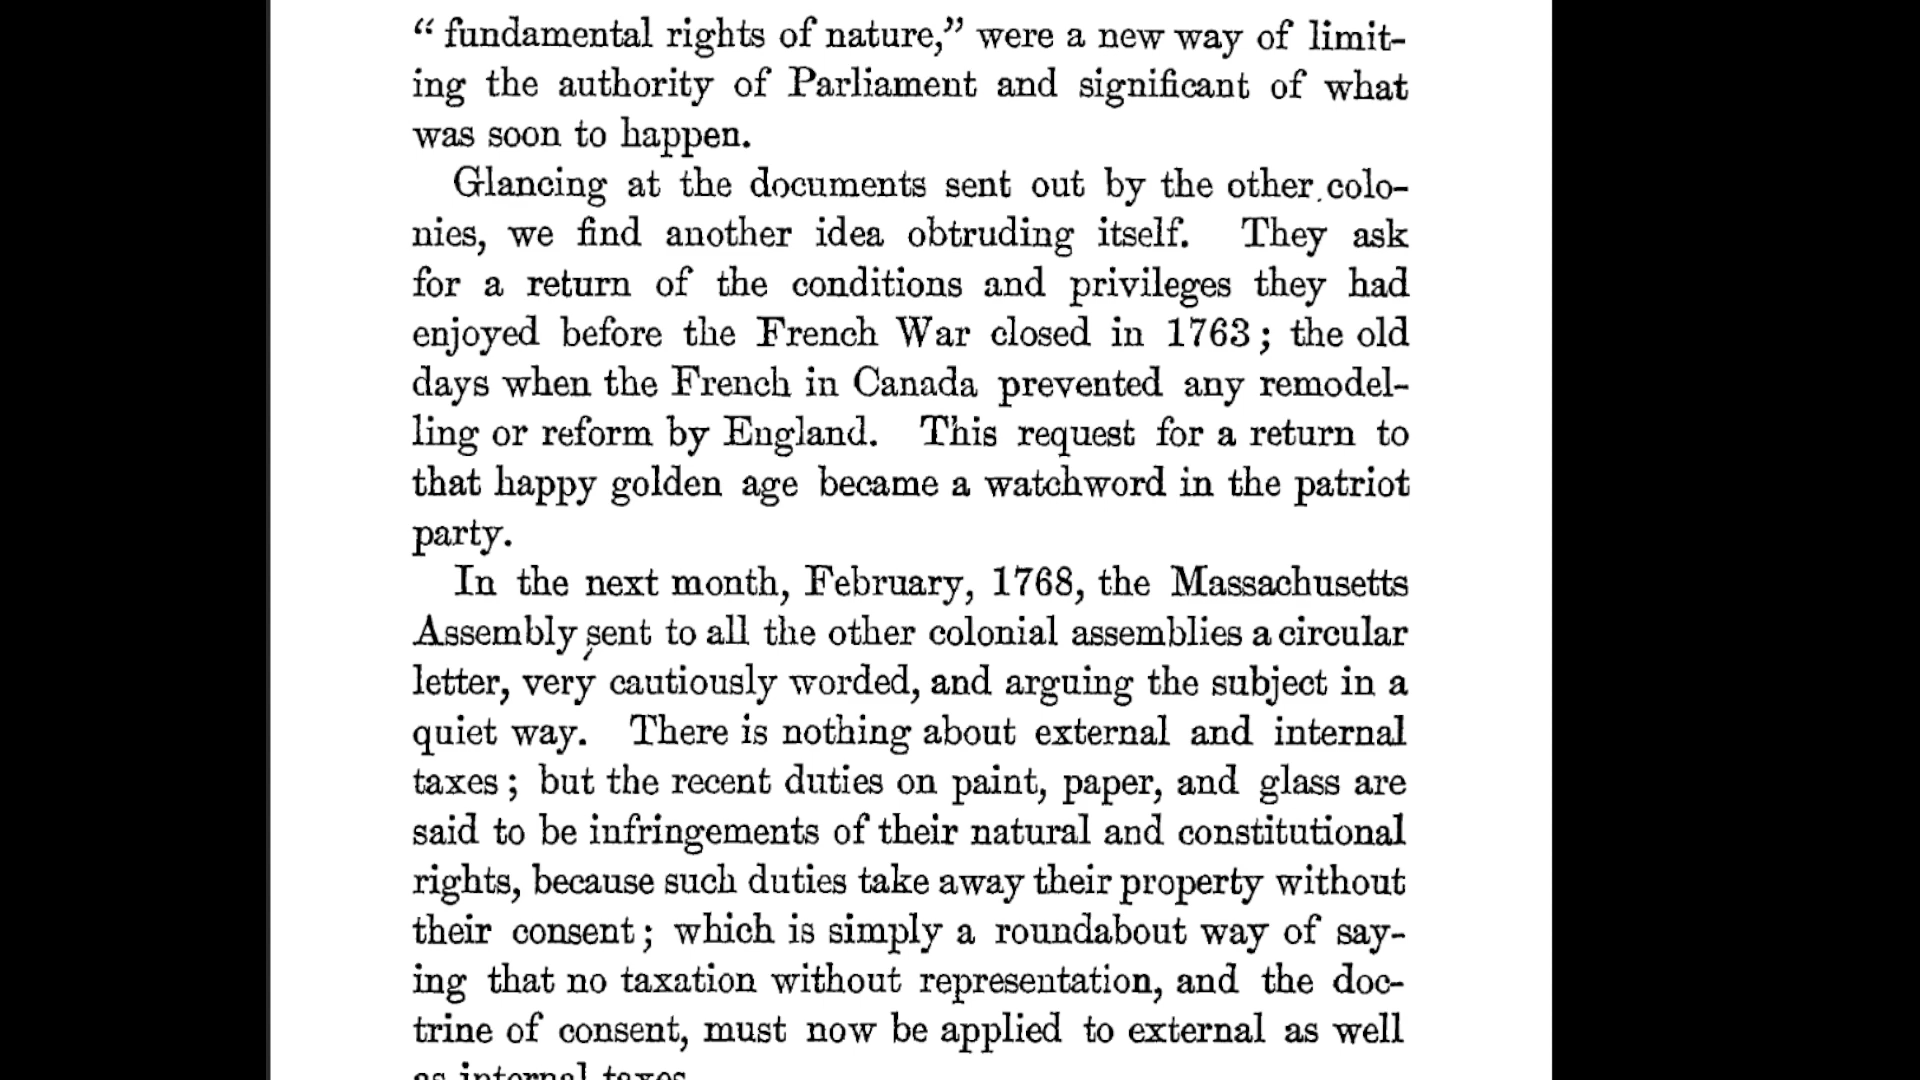 “ fundamental rights of nature,” were a new way of limit-
ing the authority of Parliament and significant of what
was soon to happen.
Glancing at the documents sent out by the other colo-
nies, we find another idea obtruding itself. They ask
for a return of the conditions and privileges they had
enjoyed before the French War closed in 1763 ; the old
days when the French in Canada prevented any remodel-
ling or reform by England. This request for a return to
that happy golden age became a watchword in the patriot
party.
In the next month, February, 1768, the Massachusetts
Assembly sent to all the other colonial assemblies a circular
letter, very cautiously worded, and arguing the subject in a
quiet way. There is nothing about external and internal
taxes ; but the recent duties on paint, paper, and glass are
said to be infringements of their natural and constitutional
rights, because such duties take away their property without
their consent ; which is simply a roundabout way of say-
ing that no taxation without representation, and the doc-
trine of consent, must now be applied to external as well
as internal taxes